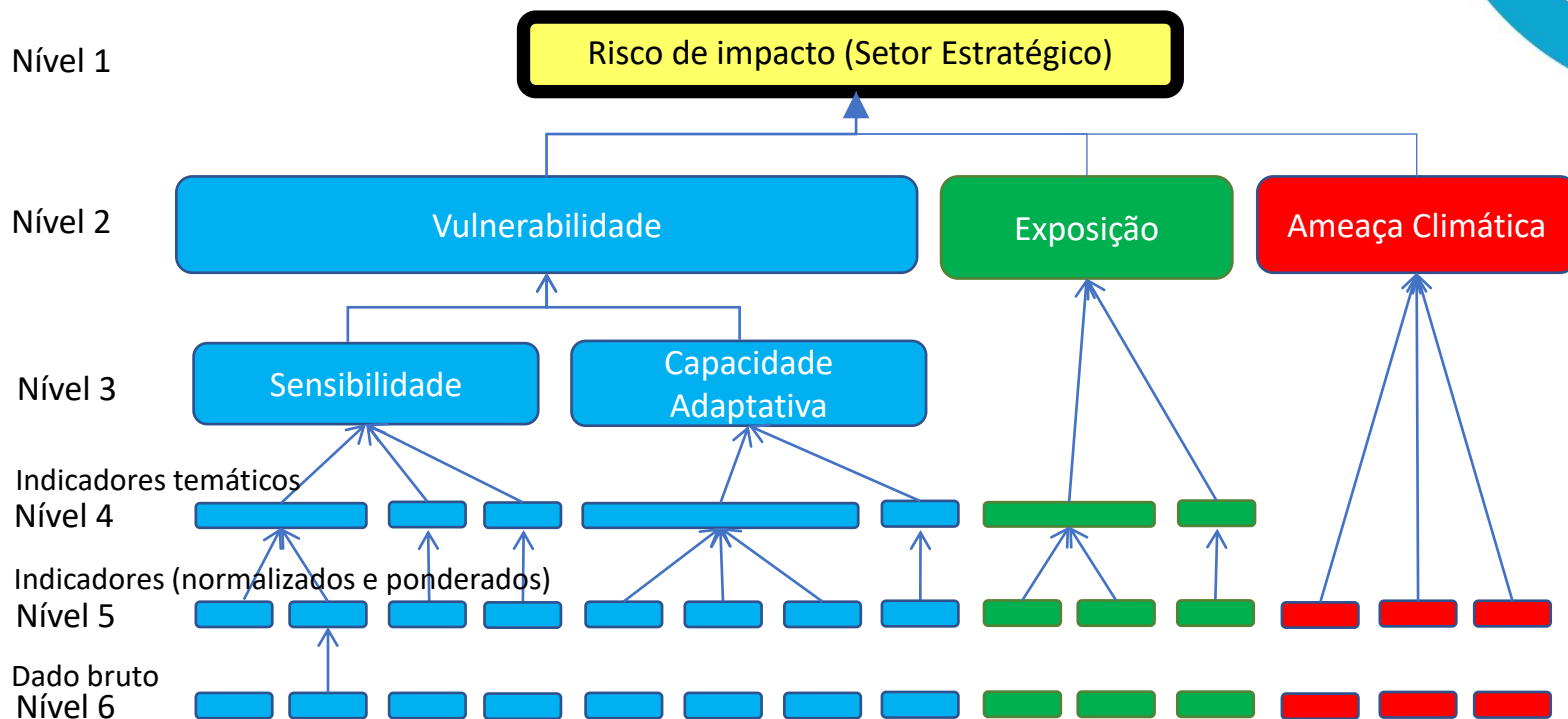 Nível 1
Risco de impacto (Setor Estratégico)
Nível 2
Vulnerabilidade
Exposição
Ameaça Climática
Nível 3
Sensibilidade
Capacidade
Adaptativa
Indicadores temáticos
Nível 4
Indicadores (normalizados e ponderados)
Nível 5
Dado bruto
Nível 6